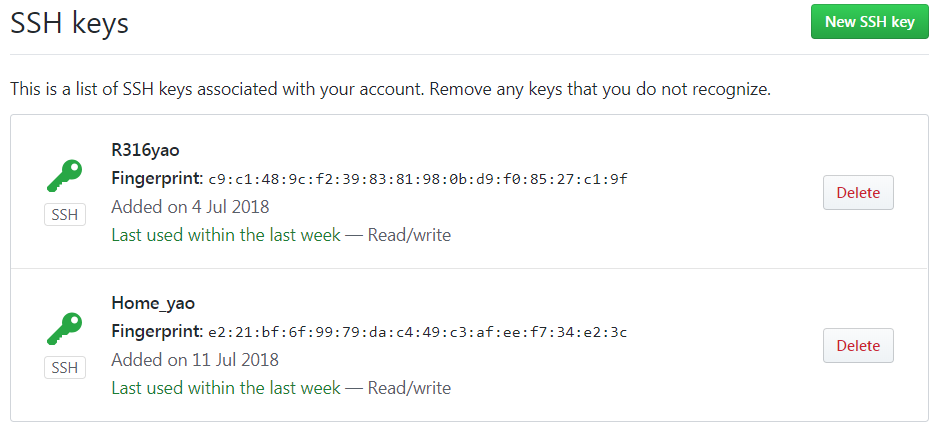 SSH keys
New SSH key
This is a list of SSH keys associated with your account. Remove any keys that you do not recognize.
R316yao
Fingerprint: c9:c1:48:9c:f2:39:83:81:98:0b:d9:f0:85:27:c1:9f
SSH
Added on 4 Jul 2018
Last used within the last week — Read/write
Delete
Home_yao
Fingerprint: e2:21:bf:6f:99:79:da:c4:49:c3:af:ee:f7:34:e2:3c
SSH
Added on 11 Jul 2018
Last used within the last week — Read/write
Delete